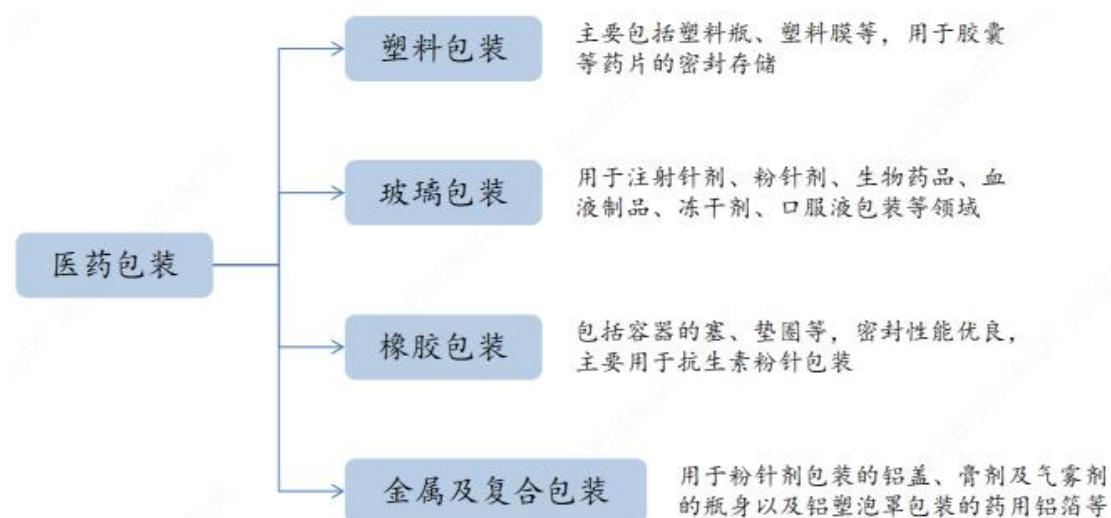 塑料包装
主要包括塑料瓶、塑料膜等，用于胶囊
等药片的密封存储
玻璃包装
用于注射针剂、粉针剂、生物药品、血
液制品、冻干剂、口服液包装等领域
医药包装
橡胶包装
包括容器的塞、垫圈等，密封性能优良，
主要用于抗生素粉针包装
金属及复合包装
用于粉针剂包装的铝盖、膏剂及气雾剂
的瓶身以及铝塑泡罩包装的药用铝箔等